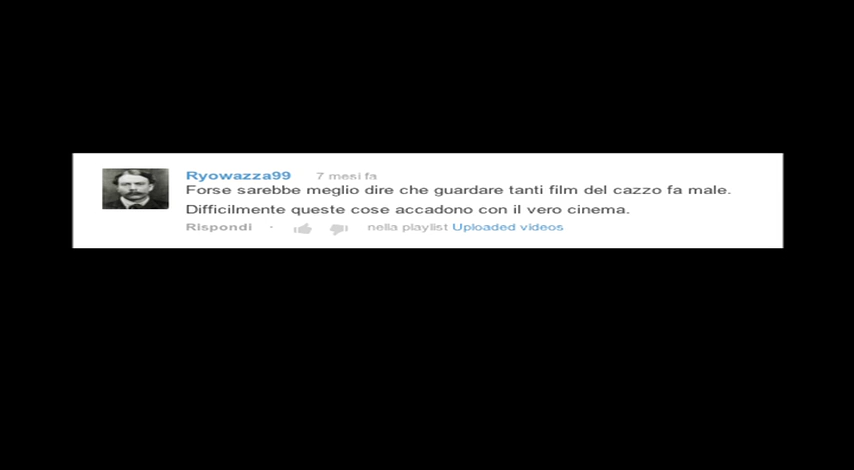 Ryowazza99 7 mesi fa
Forse sarebbe meglio dire che guardare tanti film del cazzo fa male.
Difficilmente queste cose accadono con il vero cinema.
Rispondi · nella playlist Uploaded videos